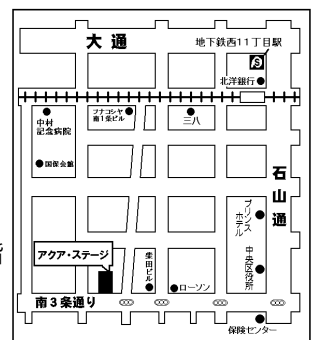 大通
地下鉄西11丁目駅
北洋銀行
中村
記念病院
フナコシヤ
南1条ビル
三八
国保会館
石山通
プリンス
ホテル
中央区役所
アクア・ステージ
柴田ビル
ローソン
南3条通り
保険センター